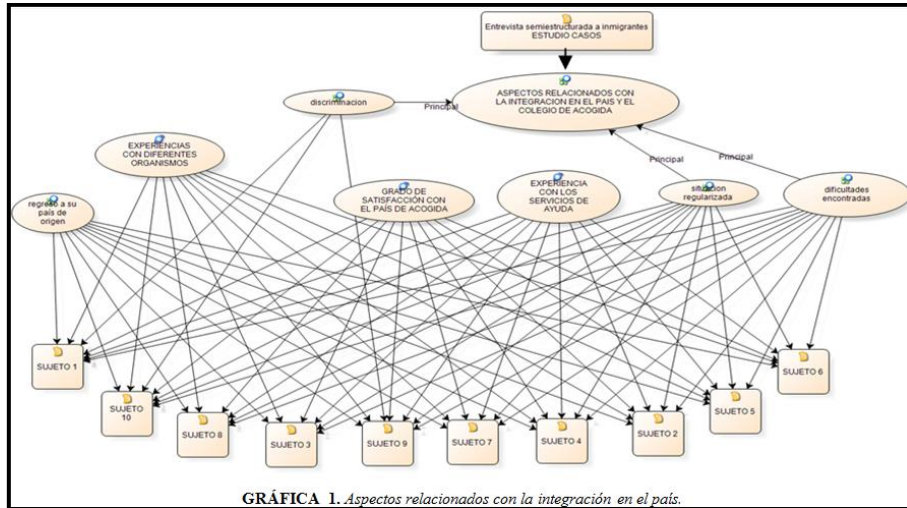 Entrevista semiestructurada a inmigrantes
ESTUDIO CASOS
discriminacion
Principal
ASPECTOS RELACIONADOS CON
LA INTEGRACION EN EL PAIS Y EL
COLEGIO DE ACOGIDA
EXPERIENCIAS
CON DIFERENTES
ORGANISMOS
Principal
Principal
regreso a su
país de
origen
GRADO DE
SATISFACCIÓN CON
EL PAÍS DE ACOGIDA
EXPERIENCIA
CON LOS
SERVICIOS DE
AYUDA
situacion
regularizada
dificultades
encontradas
SUJETO 1
SUJETO
10
SUJETO 8
SUJETO 3
SUJETO 9
SUJETO 7
SUJETO 4
SUJETO 2
SUJETO 5
SUJETO 6
GRÁFICA 1. Aspectos relacionados con la integración en el país.